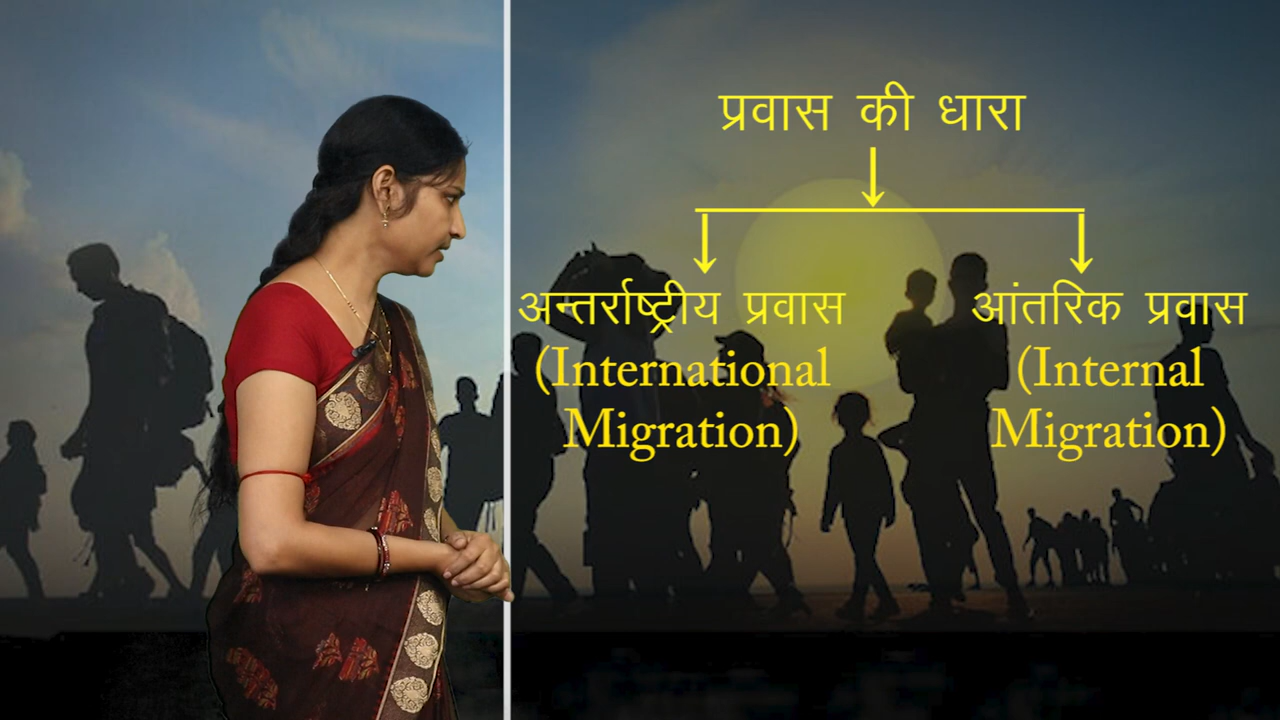 प्रवास की धारा
अन्तर्राष्ट्रीय प्रवास
(International
Migration)
आंतरिक प्रवास
(Internal
Migration)